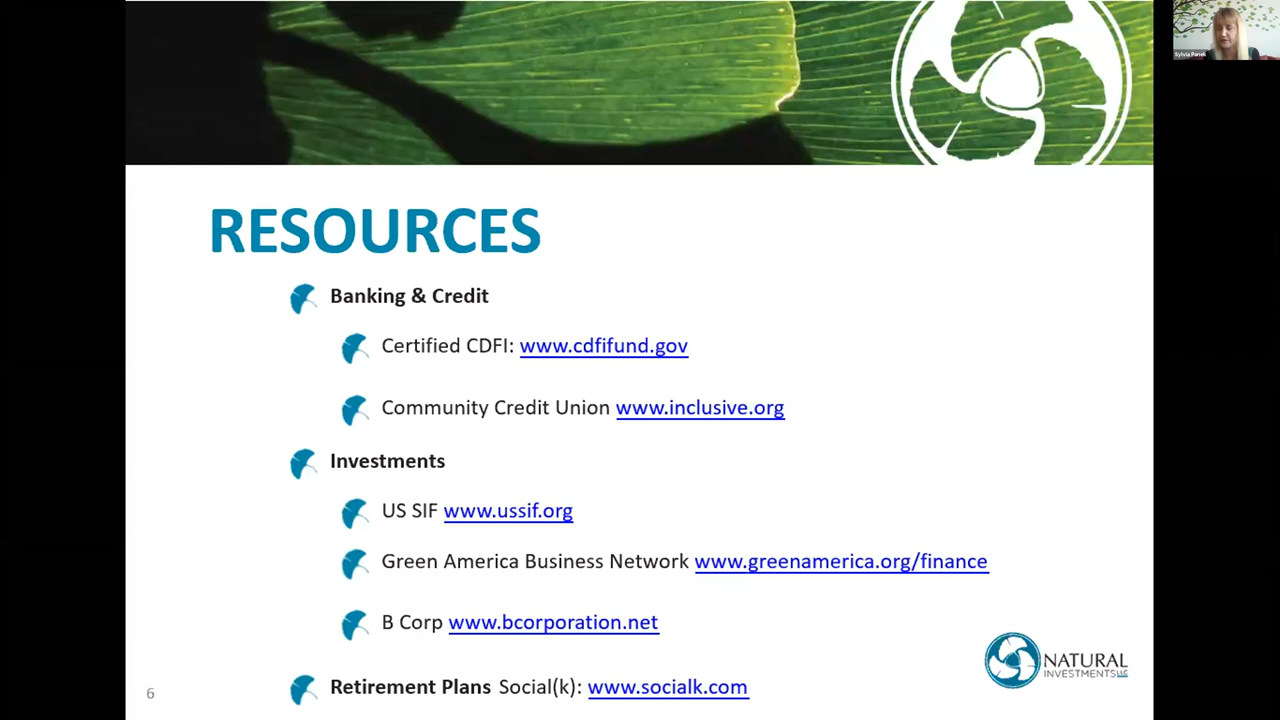 Sylvia Panek
RESOURCES
Banking & Credit
Certified CDFI: www.cdfifund.gov
Community Credit Union www.inclusive.org
Investments
US SIF www.ussif.org
Green America Business Network www.greenamerica.org/finance
B Corp www.bcorporation.net
Retirement Plans Social(k): www.socialk.com
6
NATURAL
INVESTMENTS LLC